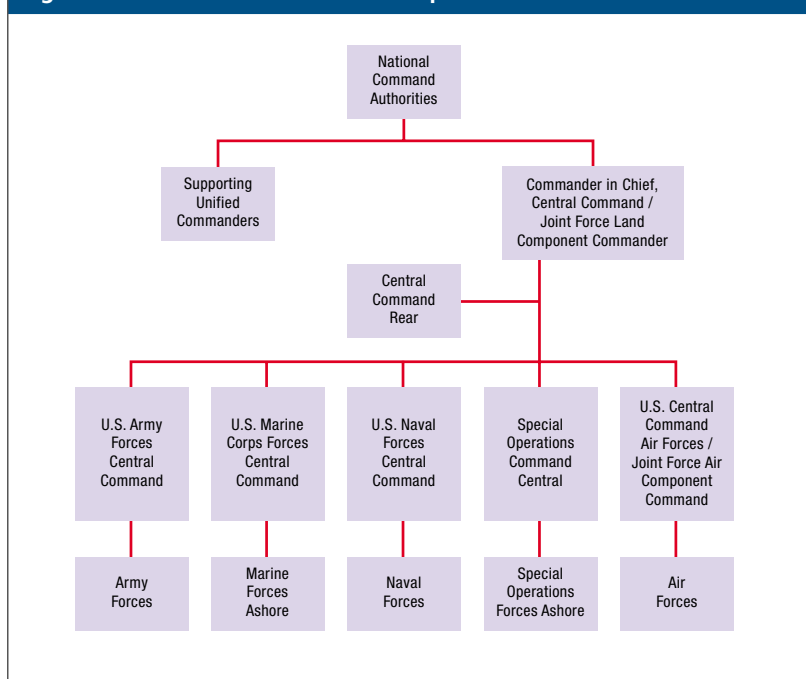 National
Command
Authorities
Supporting
Unified
Commanders
Commander in Chief,
Central Command /
Joint Force Land
Component Commander
Central
Command
Rear
U.S. Army
Forces
Central
Command
U.S. Marine
Corps Forces
Central
Command
U.S. Naval
Forces
Central
Command
Special
Operations
Command
Central
U.S. Central
Command
Air Forces /
Joint Force Air
Component
Command
Army
Forces
Marine
Forces
Ashore
Naval
Forces
Special
Operations
Forces Ashore
Air
Forces